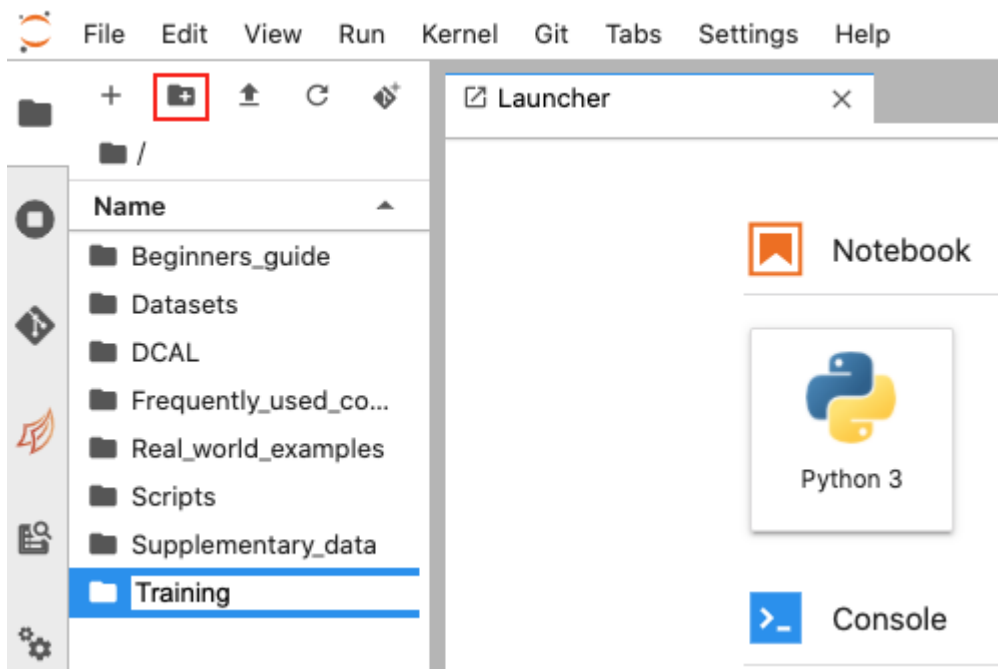 File Edit View Run Kernel Git Tabs Settings Help
Launcher
/
Name
Beginners_guide
Datasets
DCAL
Frequently_used_co...
Real_world_examples
Scripts
Supplementary_data
Training
Notebook
Python 3
Console